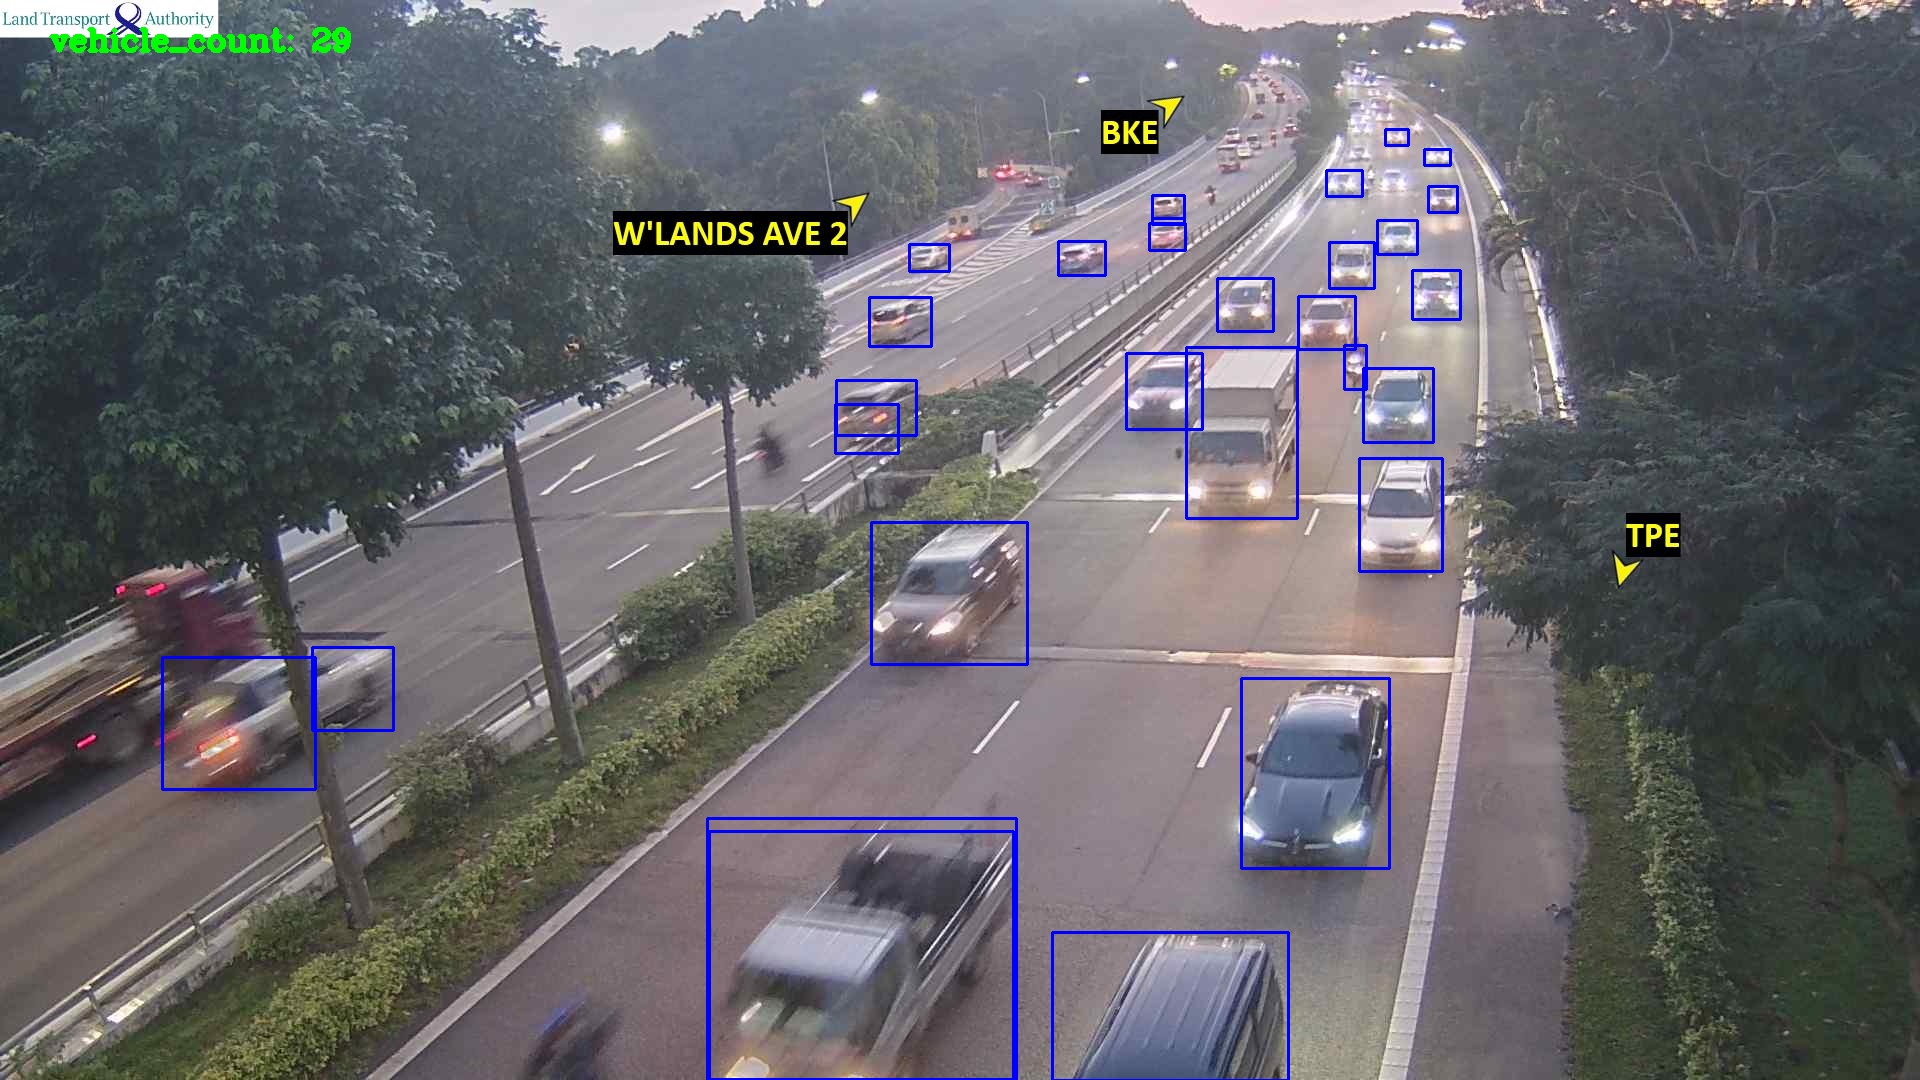 Land Transport Authority
vehicle_count: 29
BKE
W'LANDS AVE 2
TPE